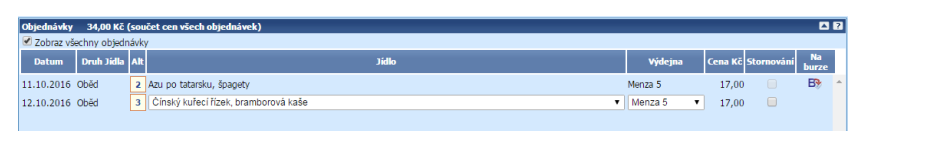 Objednávky 34,00 Kč (součet cen všech objednávek)
Zobraz všechny objednávky
Datum Druh Jídla Alt Jídlo Výdejna Cena Kč Stornování Na burze
11.10.2016 Oběd 2 Azu po tatarsku, špagety Menza 5 17,00
12.10.2016 Oběd 3 Čínský kuřecí řízek, bramborová kaše Menza 5 17,00